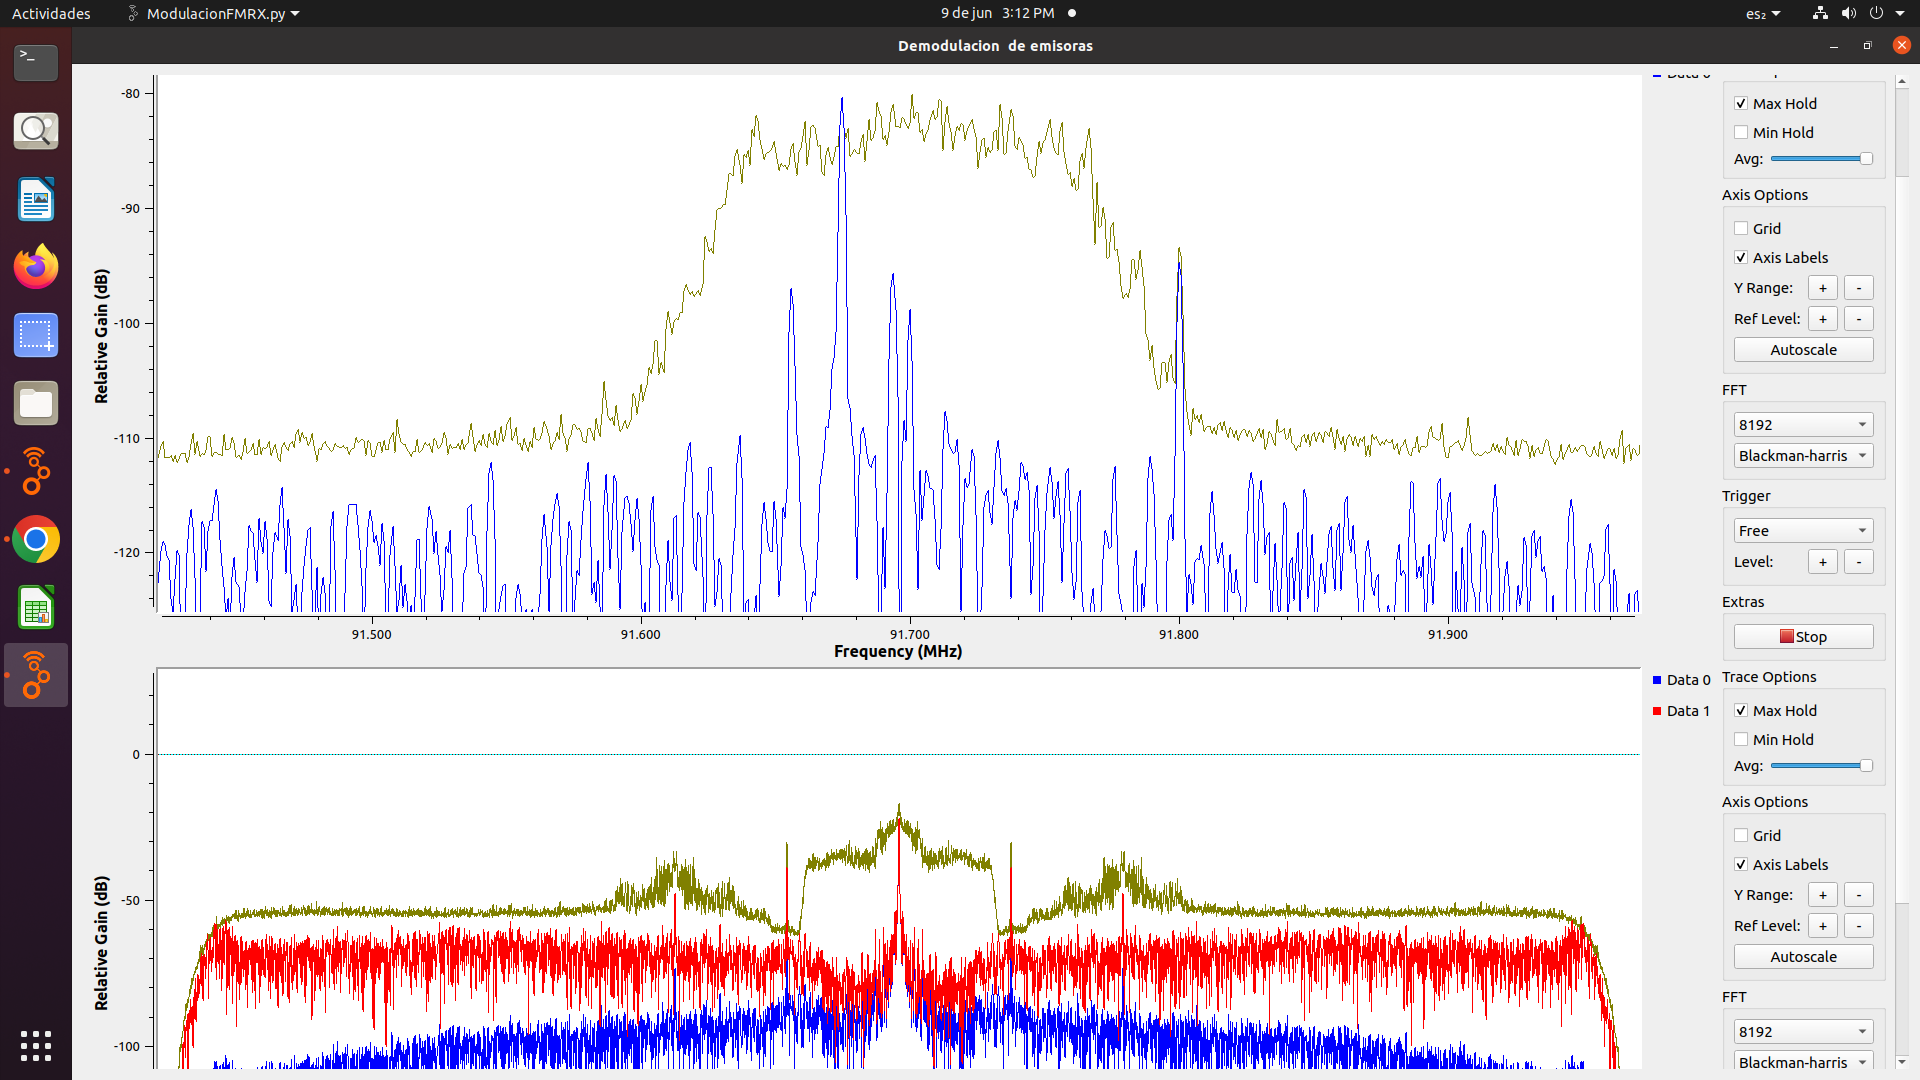 Actividades
ModulacionFMRX.py
9 de jun 3:12 PM
es₂
Demodulacion de emisoras
-80
-90
-100
-110
-120
Relative Gain (dB)
91.500
91.600
91.700
91.800
91.900
Frequency (MHz)
Max Hold
Min Hold
Avg:
Axis Options
Grid
Axis Labels
Y Range: + -
Ref Level: + -
Autoscale
FFT
8192
Blackman-harris
Trigger
Free
Level: + -
Extras
Stop
0
-50
-100
Relative Gain (dB)
Data 0
Data 1
Trace Options
Max Hold
Min Hold
Avg:
Axis Options
Grid
Axis Labels
Y Range: + -
Ref Level: + -
Autoscale
FFT
8192
Blackman-harris